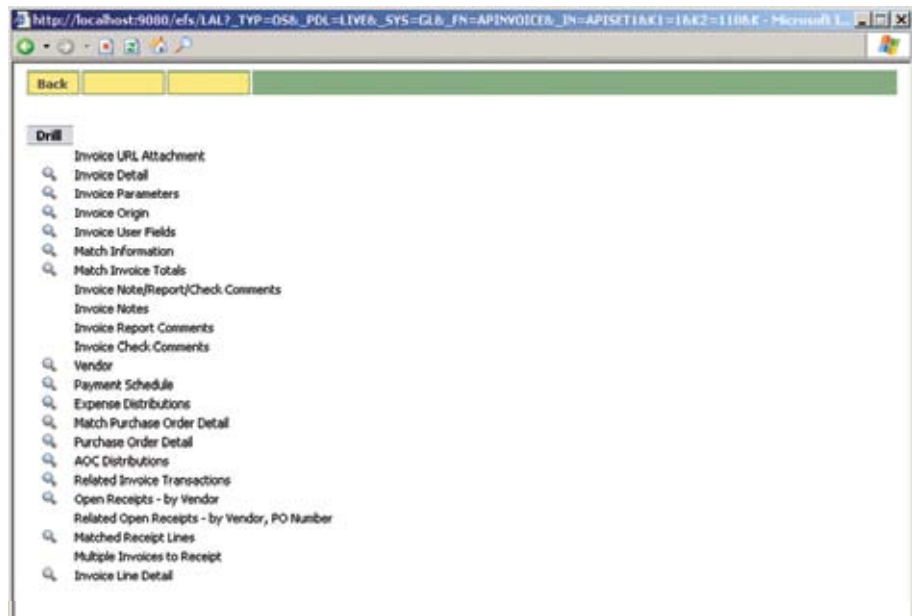 http://localhost:9080/efs/LAL?_TYP=OS&_PDL=LIVE&_SYS=GL&_FN=APINVOICE&_IN=APISET1&K1=1&K2=110&K - Microsoft I...
Back
Drill
Invoice URL Attachment
Invoice Detail
Invoice Parameters
Invoice Origin
Invoice User Fields
Match Information
Match Invoice Totals
Invoice Note/Report/Check Comments
Invoice Notes
Invoice Report Comments
Invoice Check Comments
Vendor
Payment Schedule
Expense Distributions
Match Purchase Order Detail
Purchase Order Detail
AOC Distributions
Related Invoice Transactions
Open Receipts - by Vendor
Related Open Receipts - by Vendor, PO Number
Matched Receipt Lines
Multiple Invoices to Receipt
Invoice Line Detail